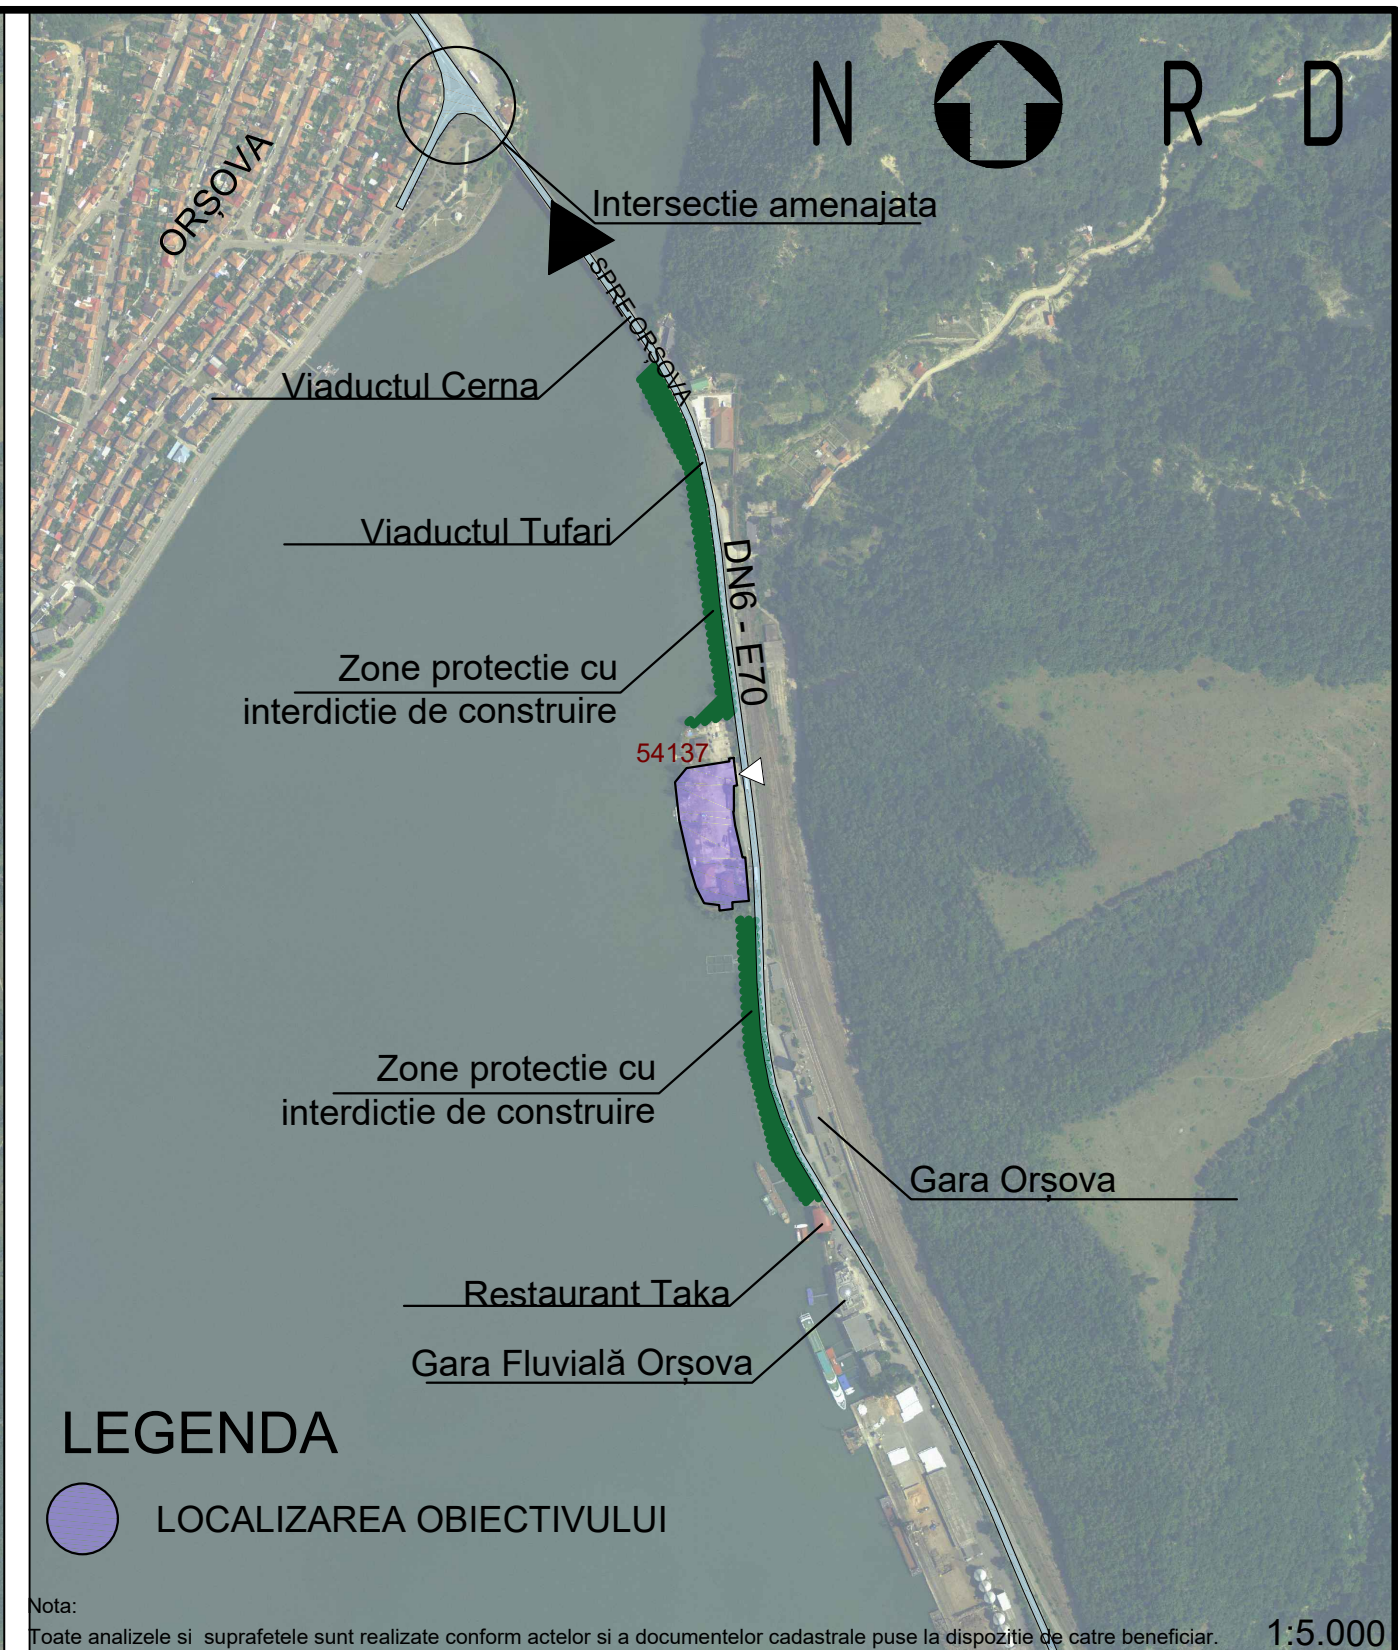 N R D
ORȘOVA
Intersectie amenajata
SPRE ORȘOVA
Viaductul Cerna
Viaductul Tufari
DN6 - E70
Zone protectie cu
interdictie de construire
54137
Zone protectie cu
interdictie de construire
Gara Orșova
Restaurant Taka
Gara Fluvială Orșova
LEGENDA
LOCALIZAREA OBIECTIVULUI
Nota:
Toate analizele si suprafetele sunt realizate conform actelor si a documentelor cadastrale puse la dispozitie de catre beneficiar.
1:5.000